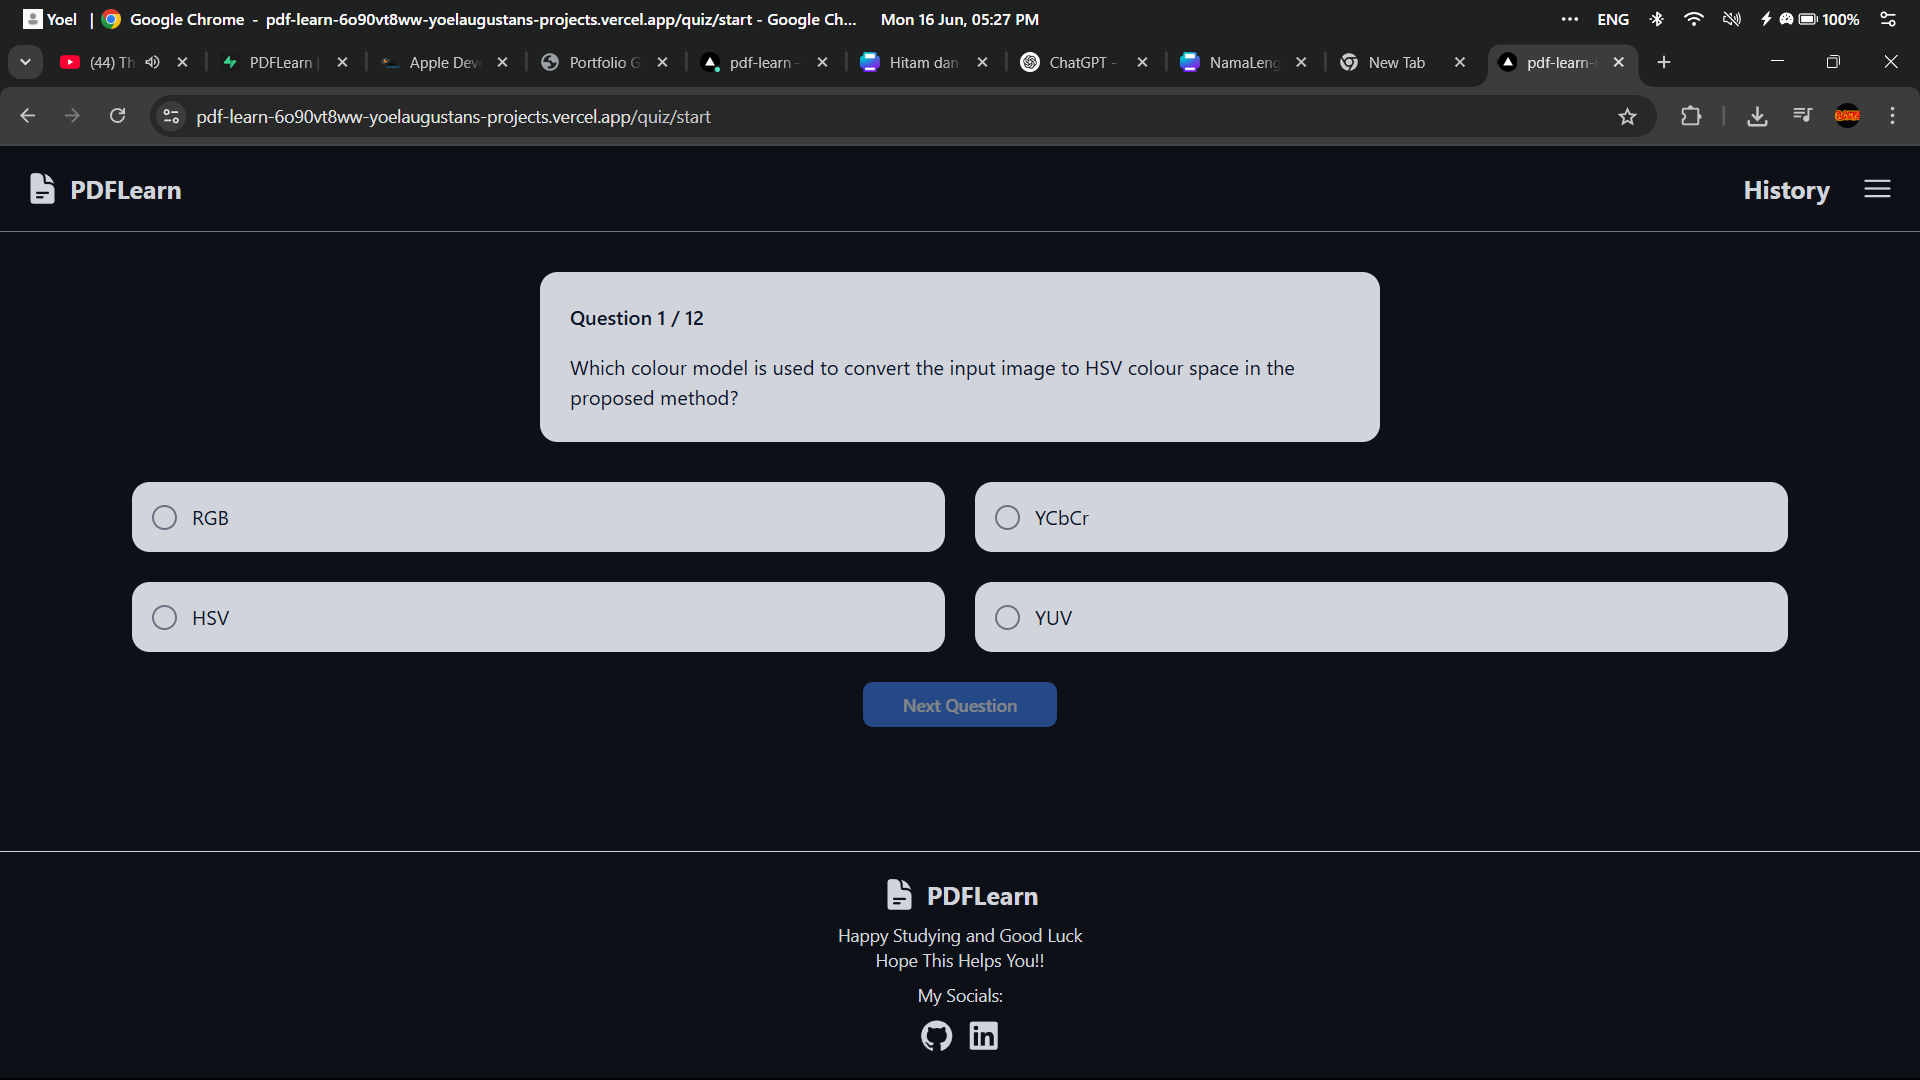 Yoel | Google Chrome - pdf-learn-6o90vt8ww-yoelaugustans-projects.vercel.app/quiz/start - Google Ch... Mon 16 Jun, 05:27 PM ENG 100%
(44) Th PDFLearn | Apple Dev Portfolio G pdf-learn - Hitam dan ChatGPT - NamaLeng New Tab pdf-learn-
pdf-learn-6o90vt8ww-yoelaugustans-projects.vercel.app/quiz/start
PDFLearn History
Question 1 / 12
Which colour model is used to convert the input image to HSV colour space in the
proposed method?
RGB YCbCr
HSV YUV
Next Question
PDFLearn
Happy Studying and Good Luck
Hope This Helps You!!
My Socials:
in